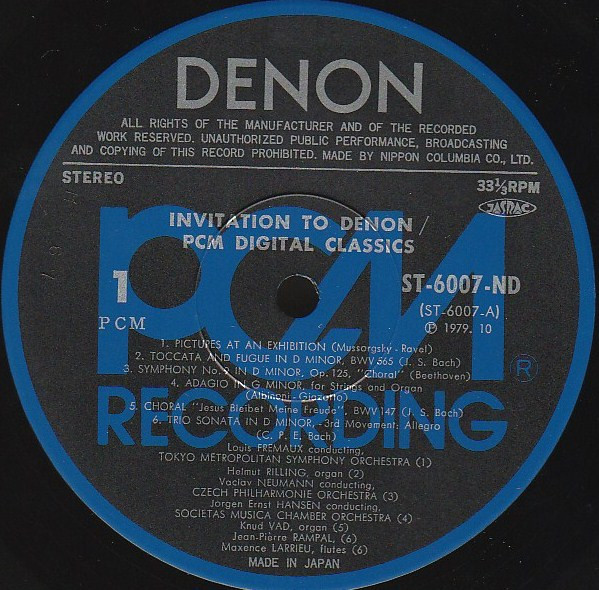 DENON
ALL RIGHTS OF THE MANUFACTURER AND OF THE RECORDED
WORK RESERVED. UNAUTHORIZED PUBLIC PERFORMANCE, BROADCASTING
AND COPYING OF THIS RECORD PROHIBITED. MADE BY NIPPON COLUMBIA CO., LTD.
STEREO
33⅓RPM
JASRAC
INVITATION TO DENON/
PCM DIGITAL CLASSICS
1
PCM
ST-6007-ND
(ST-6007-A)
Ⓟ 1979. 10
PCM
RECORDING
®
1. PICTURES AT AN EXHIBITION (Mussorgsky-Ravel)
2. TOCCATA AND FUGUE IN D MINOR, BWV 565 (J. S. Bach)
3. SYMPHONY No. 9 IN D MINOR, Op. 125, "Choral" (Beethoven)
4. ADAGIO IN G MINOR, for Strings and Organ
(Albinoni-Giazotto)
5. CHORAL "Jesus Bleibet Meine Freude", BWV 147 (J. S. Bach)
6. TRIO SONATA IN D MINOR, -3rd Movement: Allegro
(C. P. E. Bach)
Louis FREMAUX conducting,
TOKYO METROPOLITAN SYMPHONY ORCHESTRA (1)
Helmut RILLING, organ (2)
Vaclav NEUMANN conducting,
CZECH PHILHARMONIE ORCHESTRA (3)
Jorgen Ernst HANSEN conducting,
SOCIETAS MUSICA CHAMBER ORCHESTRA (4)
Knud VAD, organ (5)
Jean-Pièrre RAMPAL, (6)
Maxence LARRIEU, flutes (6)
MADE IN JAPAN